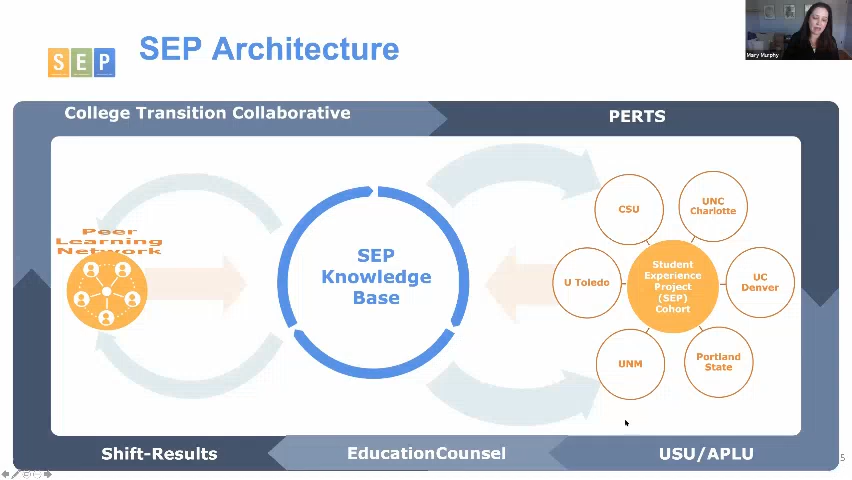 SEP Architecture
S E P
Mary Murphy
College Transition Collaborative
PERTS
Peer
Learning
Network
SEP
Knowledge
Base
CSU
UNC
Charlotte
U Toledo
Student
Experience
Project
(SEP)
Cohort
UC
Denver
UNM
Portland
State
Shift-Results
EducationCounsel
USU/APLU
5